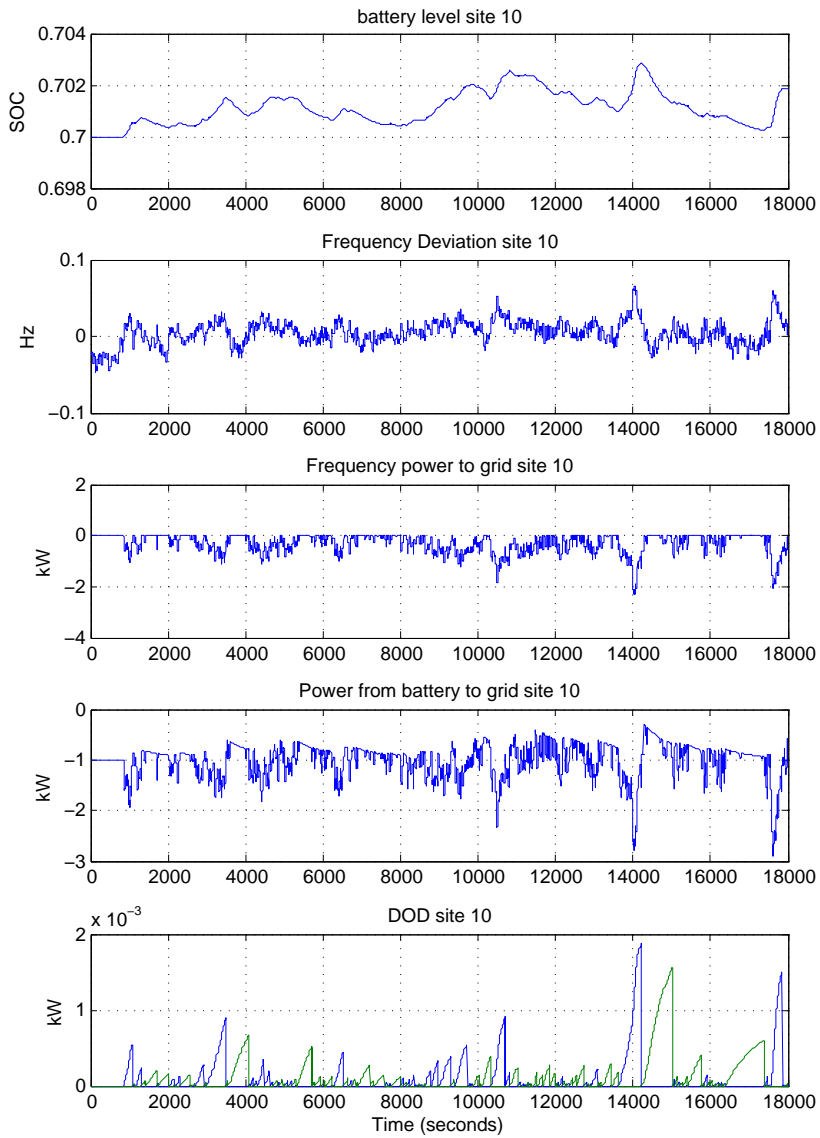 battery level site 10
0.704
0.702
0.7
0.698
SOC
0 2000 4000 6000 8000 10000 12000 14000 16000 18000
Frequency Deviation site 10
0.1
0
−0.1
Hz
0 2000 4000 6000 8000 10000 12000 14000 16000 18000
Frequency power to grid site 10
2
0
−2
−4
kW
0 2000 4000 6000 8000 10000 12000 14000 16000 18000
Power from battery to grid site 10
0
−1
−2
−3
kW
0 2000 4000 6000 8000 10000 12000 14000 16000 18000
x 10−3
DOD site 10
2
1
0
kW
0 2000 4000 6000 8000 10000 12000 14000 16000 18000
Time (seconds)